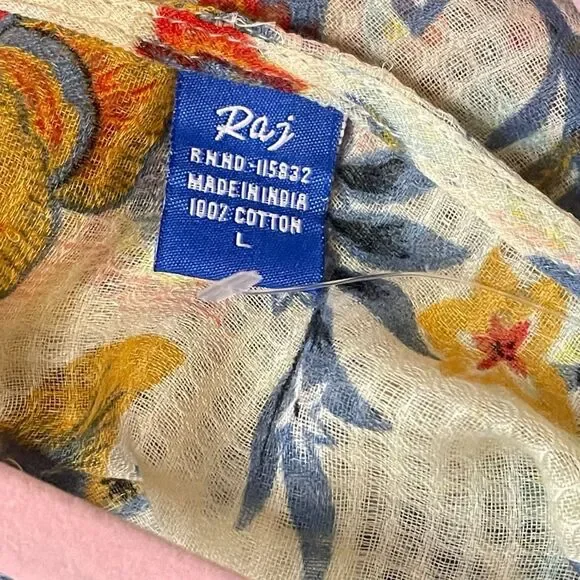 Raj
R.N.NO-115832
MADE IN INDIA
100% COTTON
L